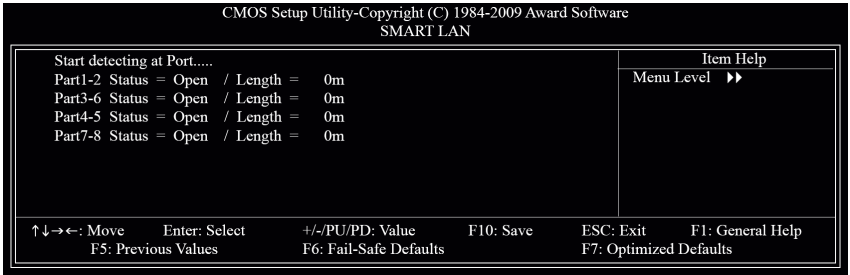 CMOS Setup Utility-Copyright (C) 1984-2009 Award Software
SMART LAN
Start detecting at Port.....
Part1-2 Status = Open / Length = 0m
Part3-6 Status = Open / Length = 0m
Part4-5 Status = Open / Length = 0m
Part7-8 Status = Open / Length = 0m
Item Help
Menu Level ▶▶
↑↓→←: Move Enter: Select +/-/PU/PD: Value F10: Save ESC: Exit F1: General Help
F5: Previous Values F6: Fail-Safe Defaults F7: Optimized Defaults